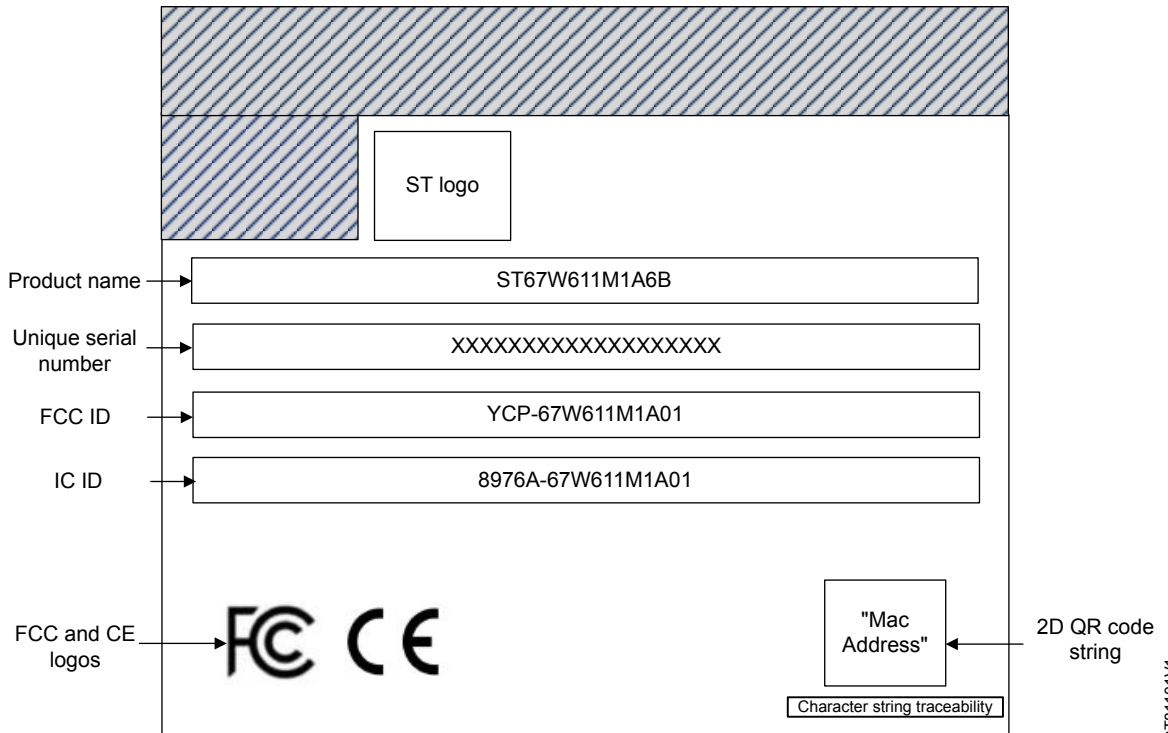 ST logo
Product name
ST67W611M1A6B
Unique serial
number
XXXXXXXXXXXXXXXXXXX
FCC ID
YCP-67W611M1A01
IC ID
8976A-67W611M1A01
FCC and CE
logos
FC CE
"Mac
Address"
2D QR code
string
Character string traceability